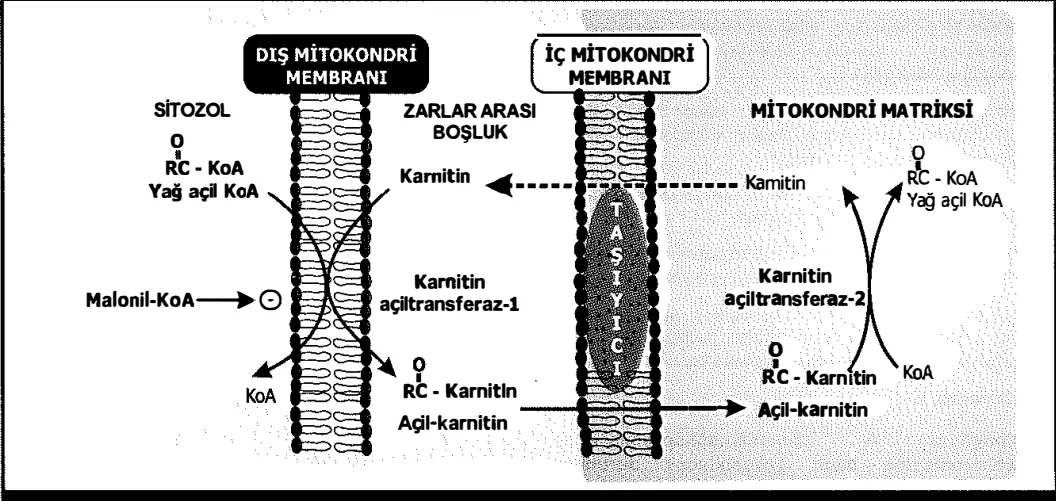 DIŞ MİTOKONDRİ
MEMBRANI
İÇ MİTOKONDRİ
MEMBRANI
SİTOZOL
ZARLAR ARASI
BOŞLUK
MİTOKONDRİ MATRİKSİ
O
RC - KoA
Yağ açil KoA
Karnitin
Kamitin
O
RC - KoA
Yağ açil KoA
TAŞIYICI
Malonil-KoA
-
Karnitin
açiltransferaz-1
Karnitin
açiltransferaz-2
KoA
O
RC - Karnitln
Açil-karnitin
O
RC - Karnitin
Açil-karnitin
KoA